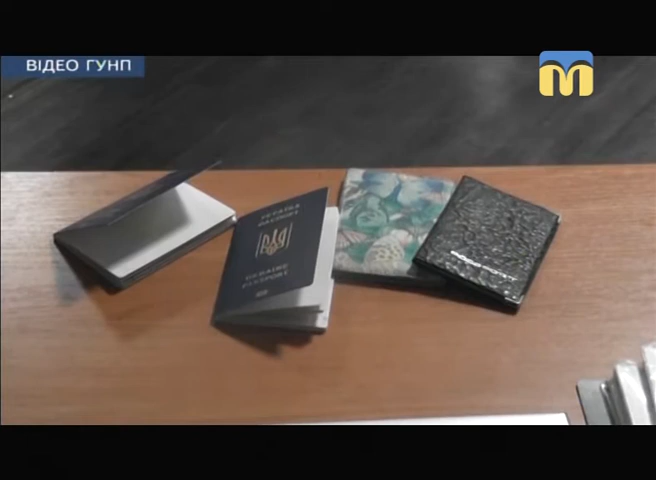 ВІДЕО ГУНП
М
УКРАЇНА
ПАСПОРТ
UKRAINE
PASSPORT